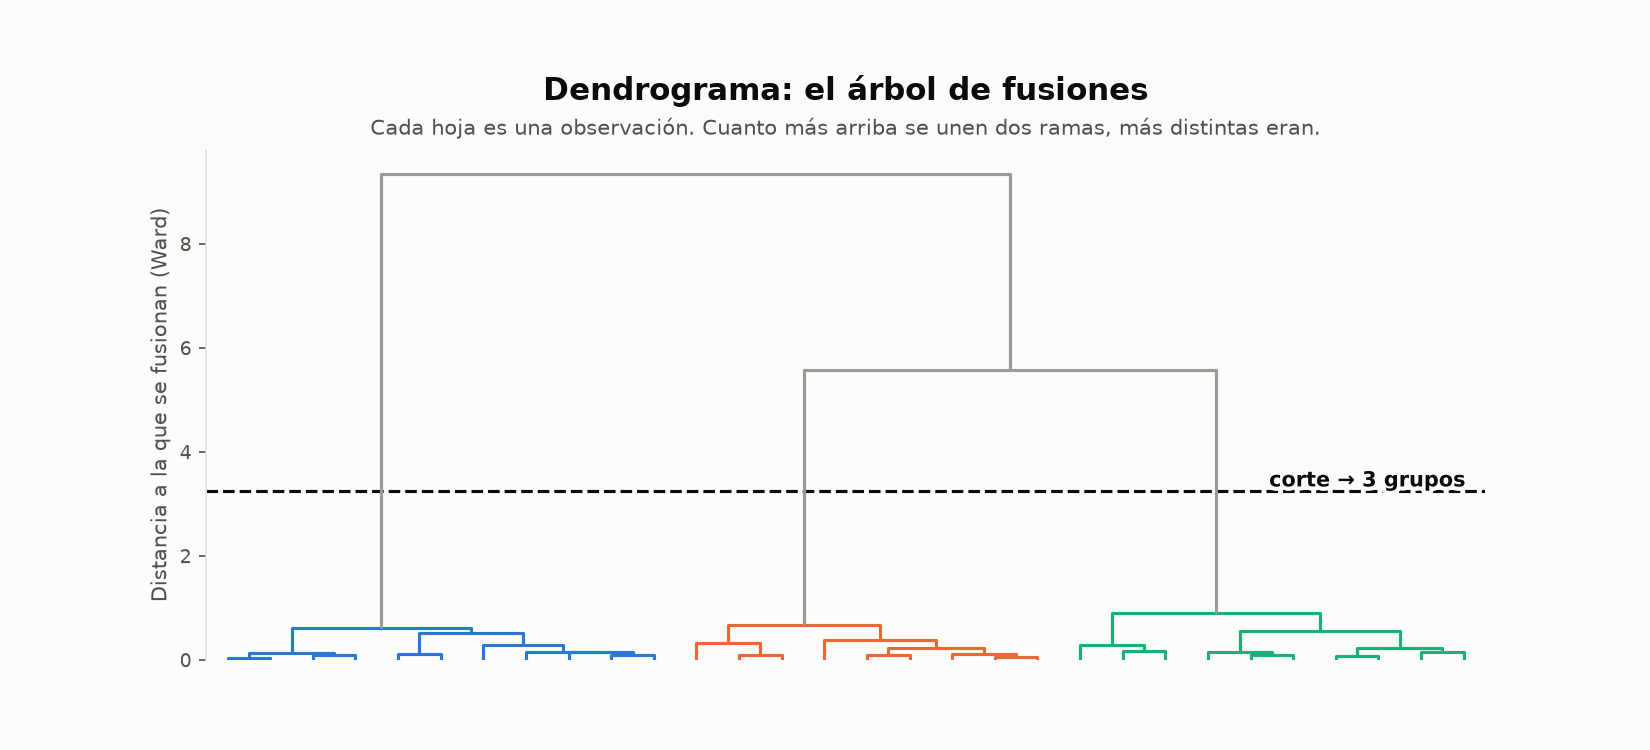 Dendrograma: el árbol de fusiones
Cada hoja es una observación. Cuanto más arriba se unen dos ramas, más distintas eran.
Distancia a la que se fusionan (Ward)
8
6
4
2
0
corte → 3 grupos